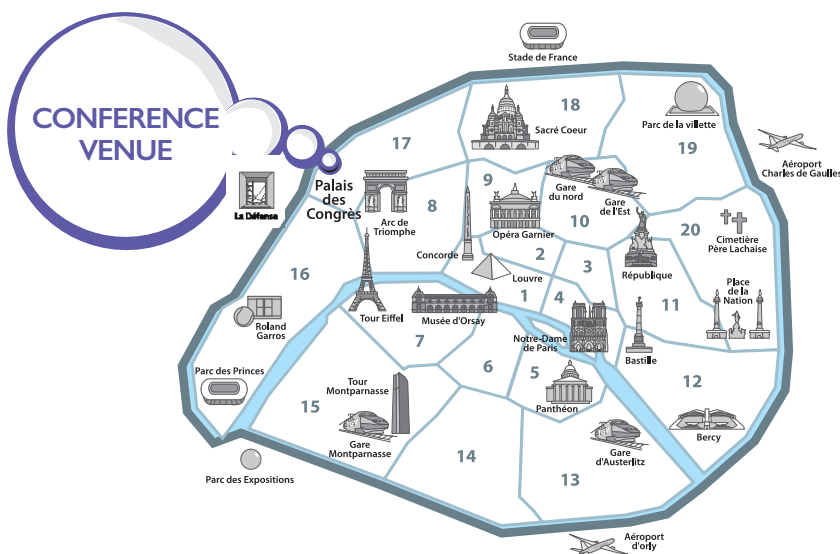 Stade de France
CONFERENCE
VENUE
18
Sacré Coeur
Parc de la villette
19
17
Aéroport
Charles de Gaulles
Palais
des
Congrès
La Défense
Arc de
Triomphe
8
9
Opéra Garnier
Gare
du nord
Gare
de l'Est
10
20
Cimetière
Père Lachaise
Concorde
2
3
République
Louvre
16
Place
de la
Nation
11
1
4
Tour Eiffel
Musée d'Orsay
Roland
Garros
7
Notre-Dame
de Paris
Bastille
6
5
12
Parc des Princes
Tour
Montparnasse
15
Panthéon
Bercy
Gare
Montparnasse
14
Gare
d'Austerlitz
13
Parc des Expositions
Aéroport
d'orly